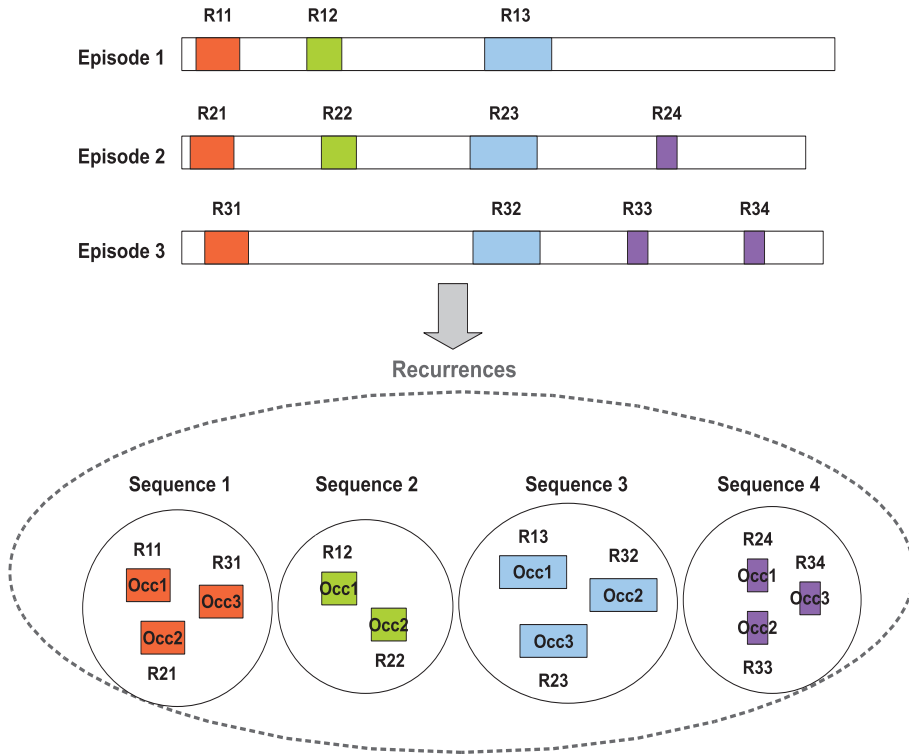 R11 R12 R13
Episode 1
R21 R22 R23 R24
Episode 2
R31 R32 R33 R34
Episode 3
Recurrences
Sequence 1 Sequence 2 Sequence 3 Sequence 4
R11
Occ1
R31
Occ3
Occ2
R21
R12
Occ1
Occ2
R22
R13
Occ1
R32
Occ2
Occ3
R23
R24
Occ1
R34
Occ3
Occ2
R33